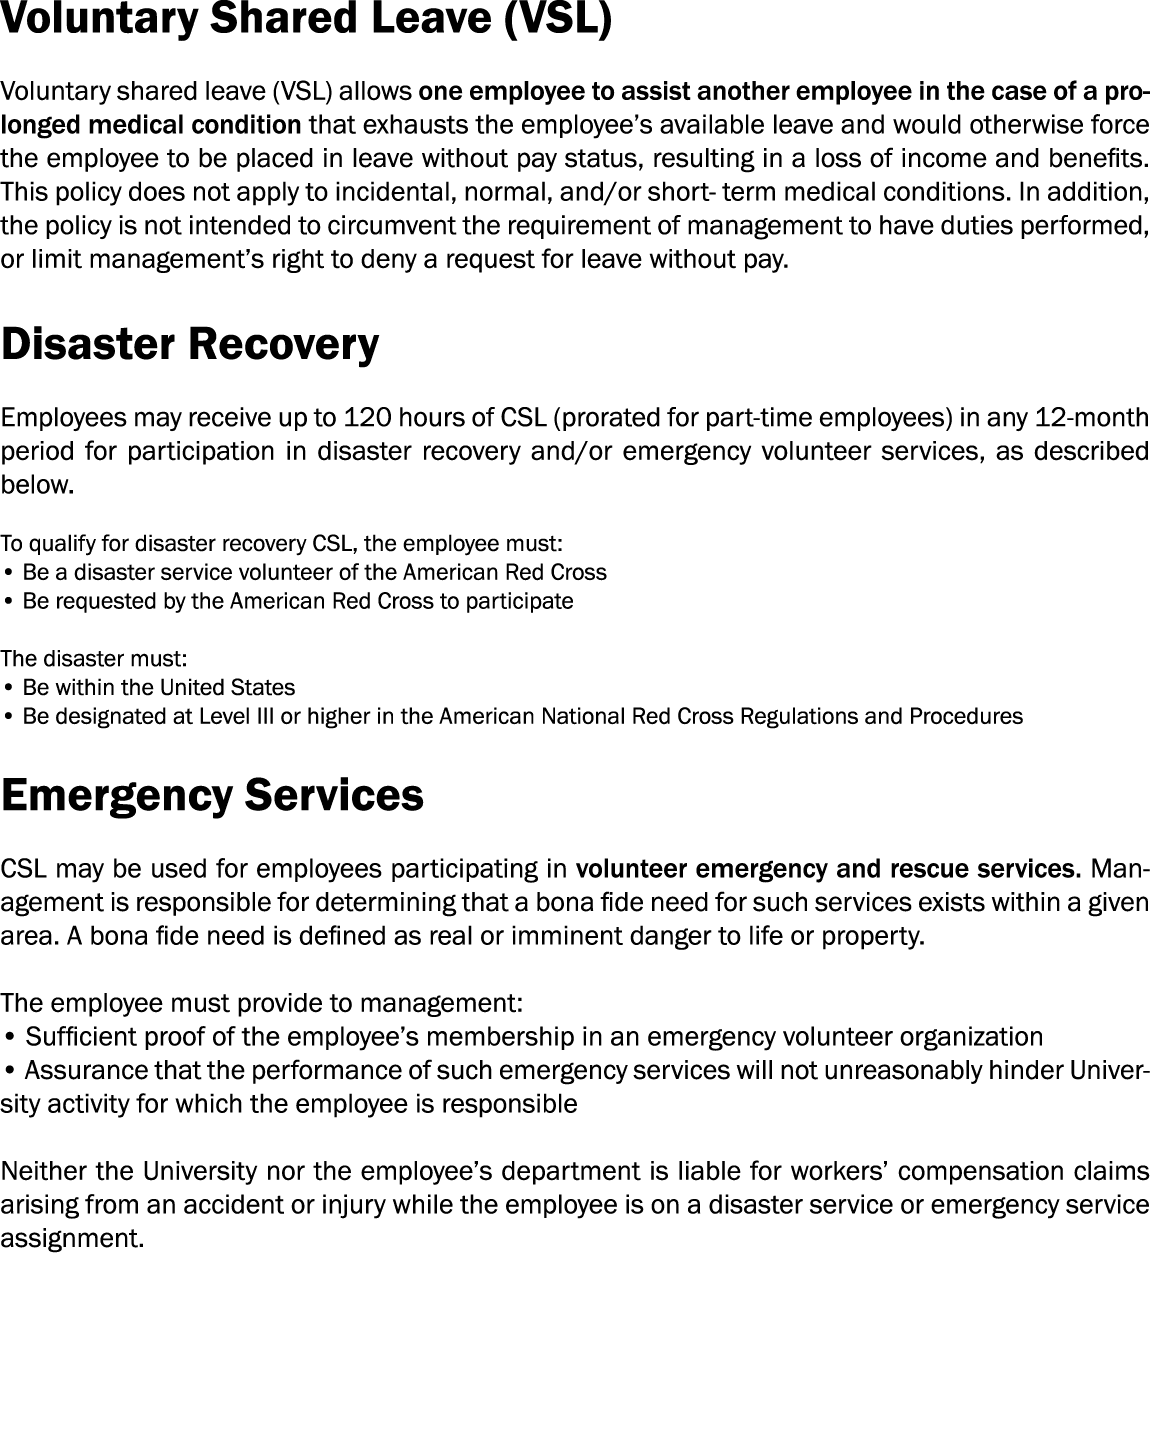 Voluntary Shared Leave (VSL)
Voluntary shared leave (VSL) allows one employee to assist another employee in the case of a pro-
longed medical condition that exhausts the employee’s available leave and would otherwise force
the employee to be placed in leave without pay status, resulting in a loss of income and benefits.
This policy does not apply to incidental, normal, and/or short- term medical conditions. In addition,
the policy is not intended to circumvent the requirement of management to have duties performed,
or limit management’s right to deny a request for leave without pay.
Disaster Recovery
Employees may receive up to 120 hours of CSL (prorated for part-time employees) in any 12-month
period for participation in disaster recovery and/or emergency volunteer services, as described
below.
To qualify for disaster recovery CSL, the employee must:
• Be a disaster service volunteer of the American Red Cross
• Be requested by the American Red Cross to participate
The disaster must:
• Be within the United States
• Be designated at Level III or higher in the American National Red Cross Regulations and Procedures
Emergency Services
CSL may be used for employees participating in volunteer emergency and rescue services. Man-
agement is responsible for determining that a bona fide need for such services exists within a given
area. A bona fide need is defined as real or imminent danger to life or property.
The employee must provide to management:
• Sufficient proof of the employee’s membership in an emergency volunteer organization
• Assurance that the performance of such emergency services will not unreasonably hinder Univer-
sity activity for which the employee is responsible
Neither the University nor the employee’s department is liable for workers’ compensation claims
arising from an accident or injury while the employee is on a disaster service or emergency service
assignment.